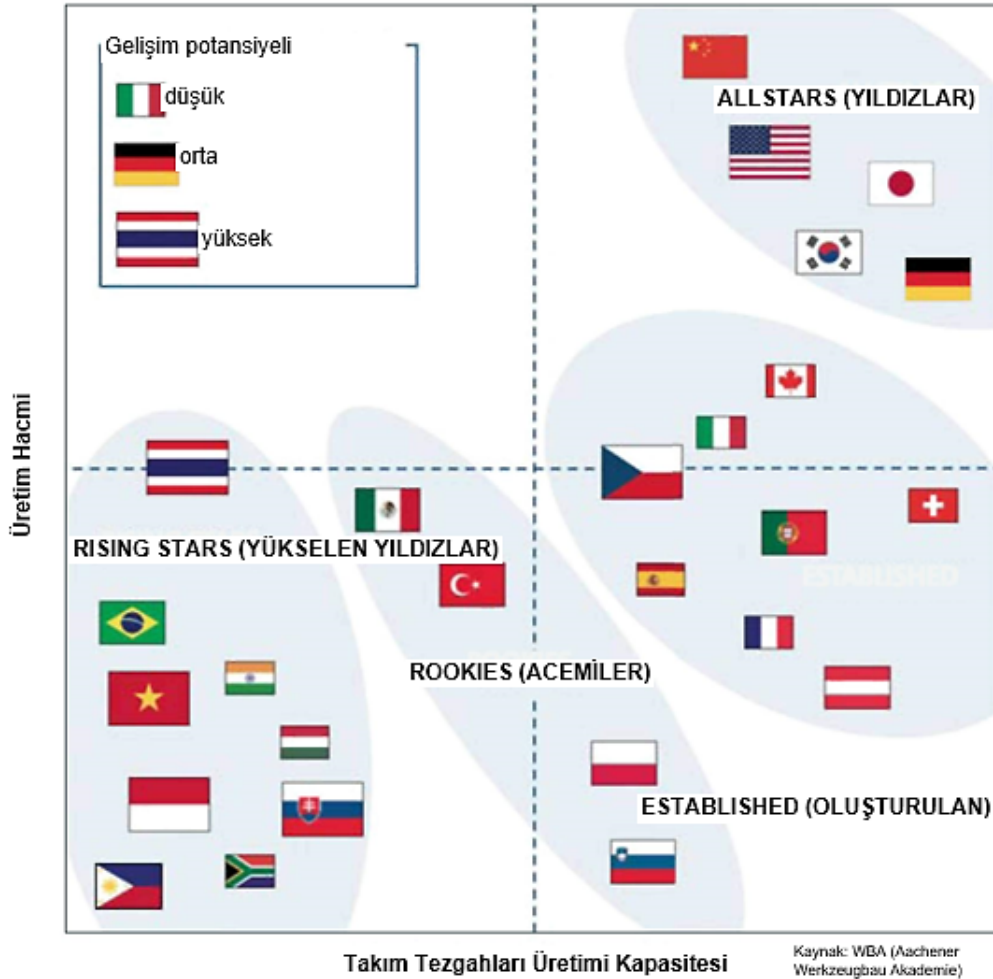 Gelişim potansiyeli
düşük
orta
yüksek
ALLSTARS (YILDIZLAR)
Üretim Hacmi
RISING STARS (YÜKSELEN YILDIZLAR)
ESTABLISHED
ROOKIES (ACEMİLER)
ESTABLISHED (OLUŞTURULAN)
Takım Tezgahları Üretimi Kapasitesi
Kaynak: WBA (Aachener
Werkzeugbau Akademie)